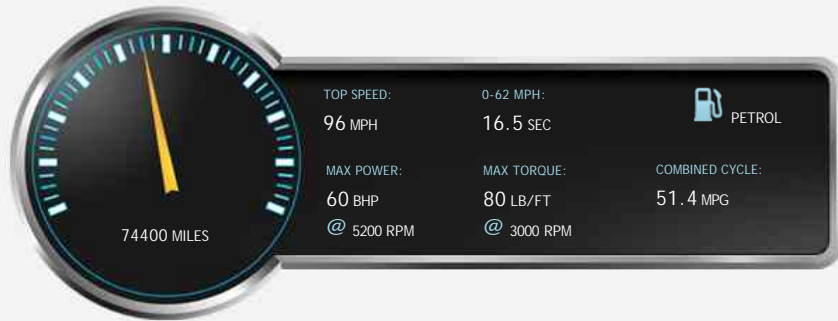 TOP SPEED:
96 MPH
0-62 MPH:
16.5 SEC
PETROL
MAX POWER:
60 BHP
@ 5200 RPM
MAX TORQUE:
80 LB/FT
@ 3000 RPM
COMBINED CYCLE:
51.4 MPG
74400 MILES